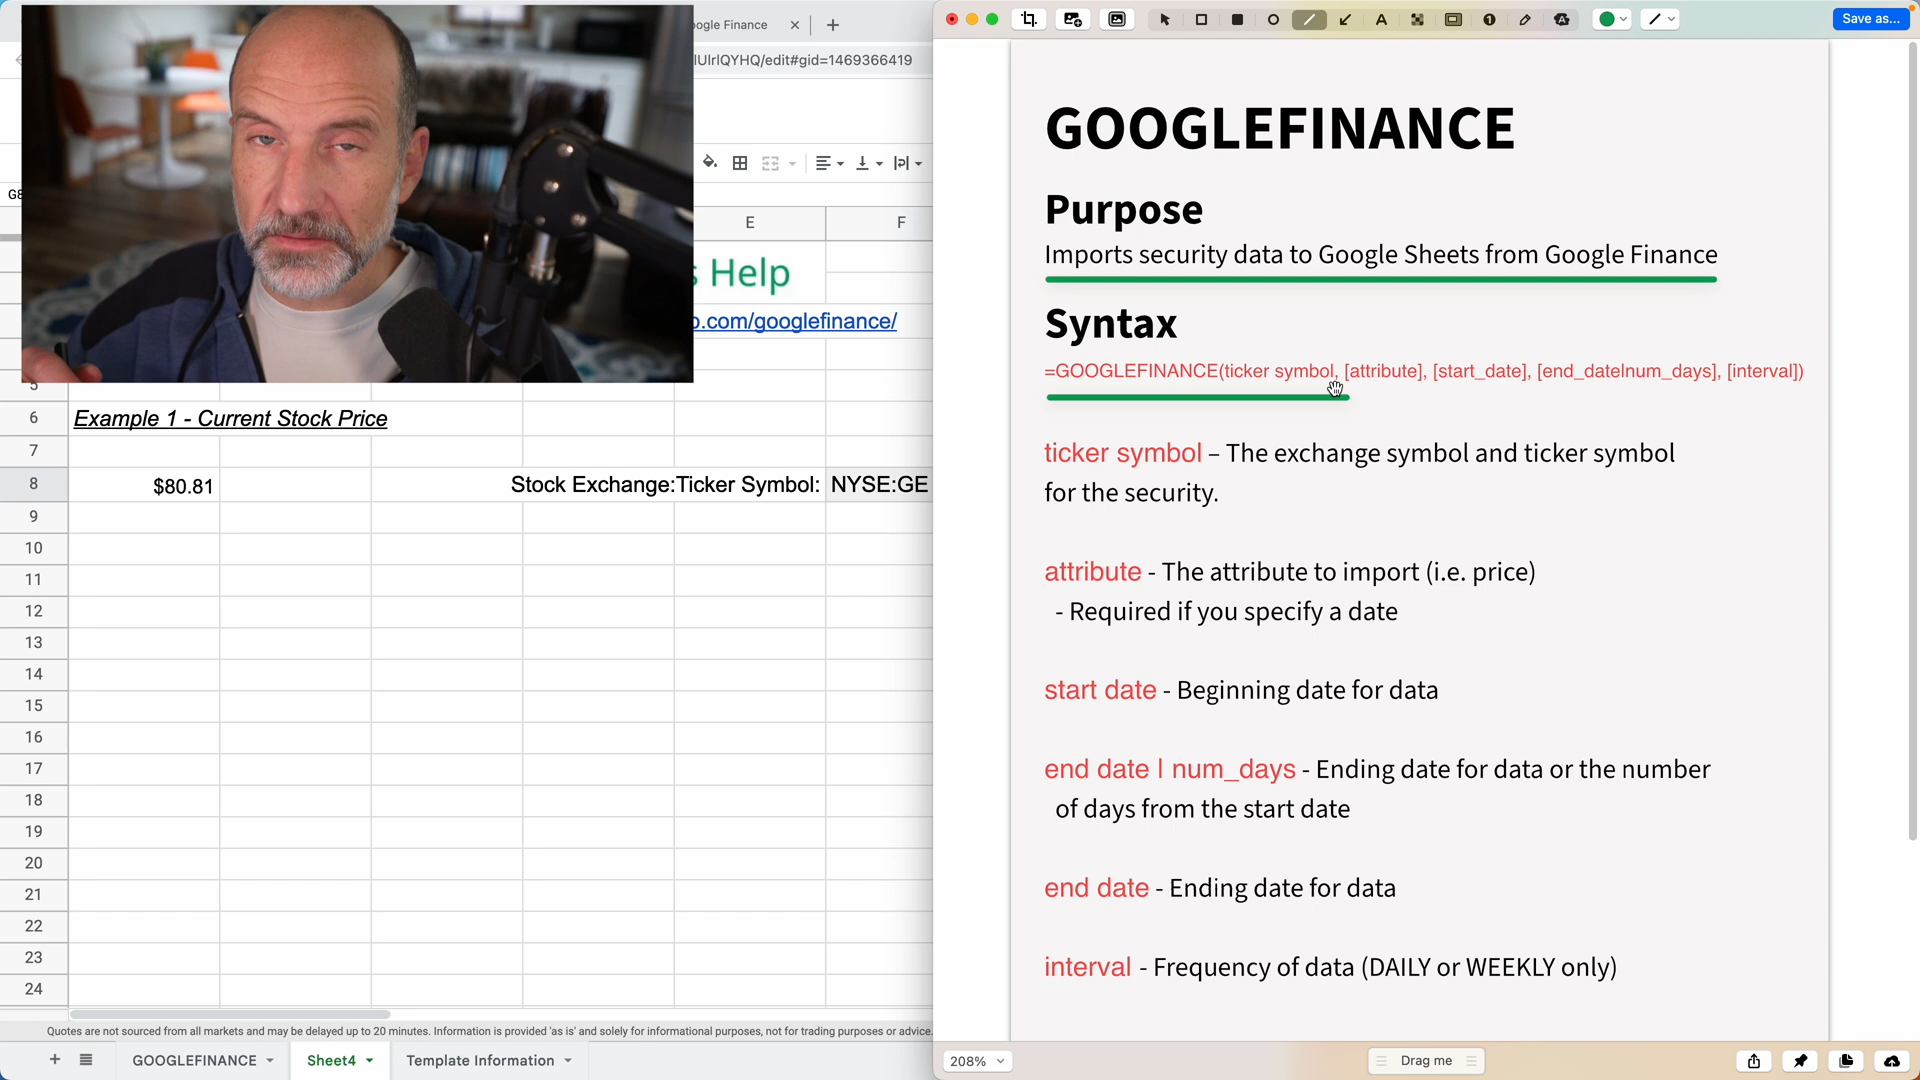 ogle Finance
IUlrlQYHQ/edit#gid=1469366419
G8
E
F
s Help
o.com/googlefinance/
5
6
Example 1 - Current Stock Price
7
8
$80.81
Stock Exchange:Ticker Symbol:
NYSE:GE
9
10
11
12
13
14
15
16
17
18
19
20
21
22
23
24
Quotes are not sourced from all markets and may be delayed up to 20 minutes. Information is provided 'as is' and solely for informational purposes, not for trading purposes or advice.
GOOGLEFINANCE
Sheet4
Template Information
A
1
Save as...
GOOGLEFINANCE
Purpose
Imports security data to Google Sheets from Google Finance
Syntax
=GOOGLEFINANCE(ticker symbol, [attribute], [start_date], [end_date|num_days], [interval])
ticker symbol – The exchange symbol and ticker symbol
for the security.
attribute - The attribute to import (i.e. price)
- Required if you specify a date
start date - Beginning date for data
end date | num_days - Ending date for data or the number
of days from the start date
end date - Ending date for data
interval - Frequency of data (DAILY or WEEKLY only)
208%
Drag me